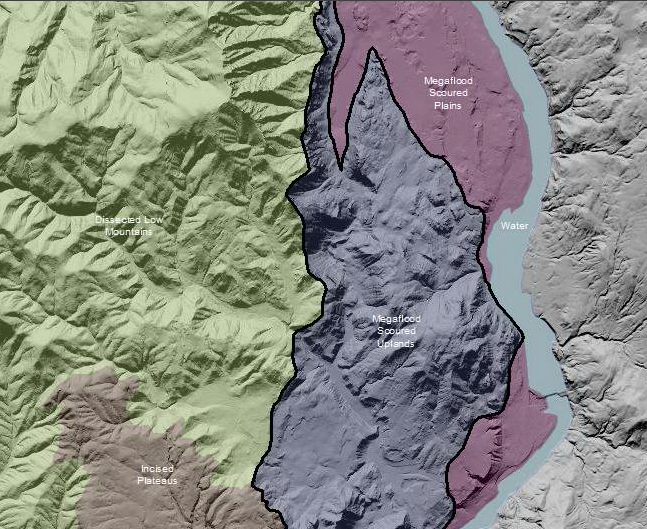 Megaflood
Scoured
Plains
Dissected Low
Mountains
Water
Megaflood
Scoured
Uplands
Incised
Plateaus